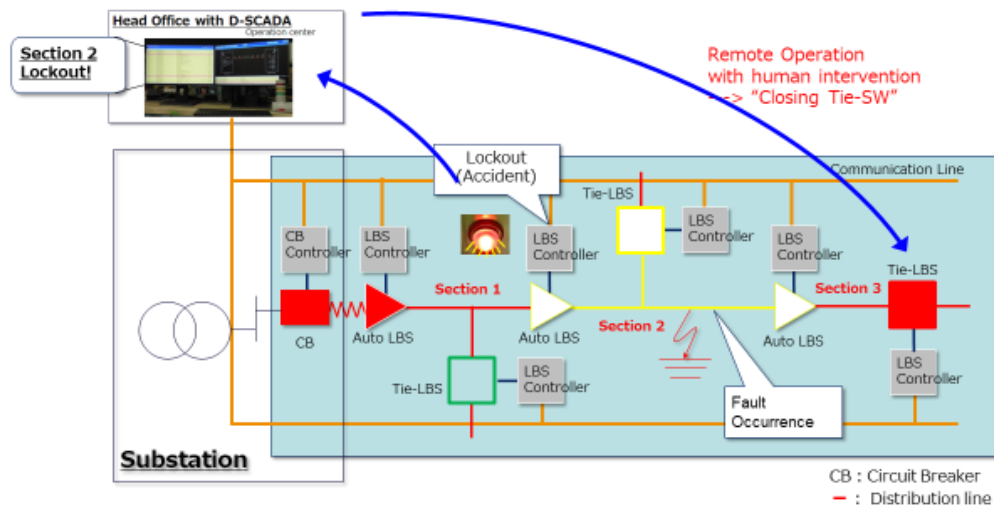 Head Office with D-SCADA
Operation center
Section 2
Lockout!
Remote Operation
with human intervention
---> "Closing Tie-SW"
Lockout
(Accident)
Communication Line
Tie-LBS
CB
Controller
LBS
Controller
LBS
Controller
LBS
Controller
LBS
Controller
Tie-LBS
Section 1
Section 2
Section 3
CB
Auto LBS
Auto LBS
Auto LBS
Tie-LBS
LBS
Controller
LBS
Controller
Fault
Occurrence
Substation
CB : Circuit Breaker
– : Distribution line